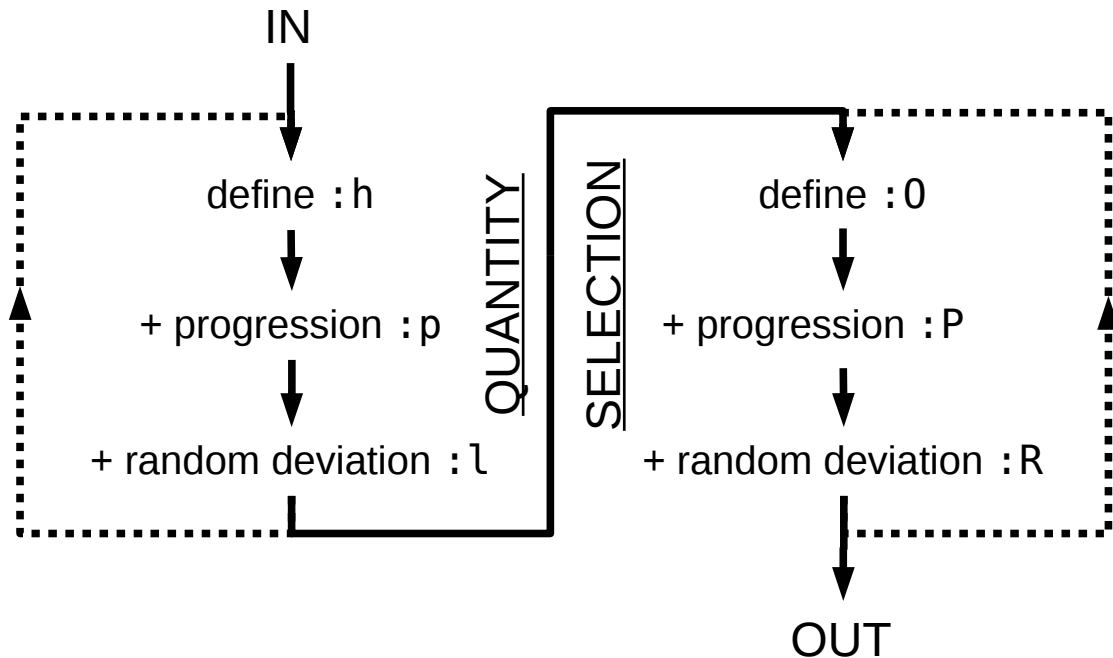 IN
define :h
+ progression :p
+ random deviation :l
QUANTITY
SELECTION
define :O
+ progression :P
+ random deviation :R
OUT